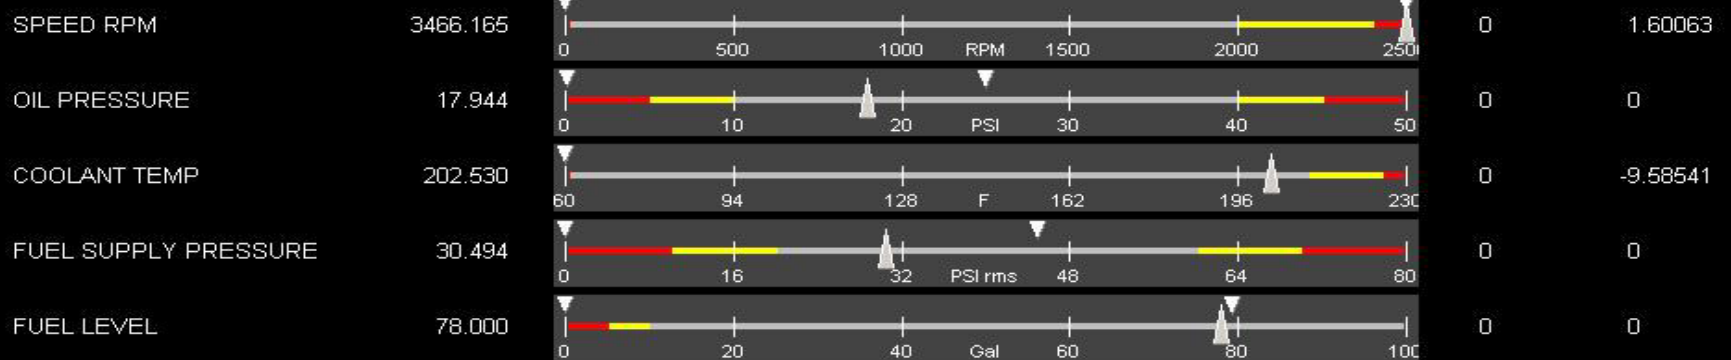 SPEED RPM 3466.165 0 1.60063
0 500 1000 RPM 1500 2000 2500
OIL PRESSURE 17.944 0 0
0 10 20 PSI 30 40 50
COOLANT TEMP 202.530 0 -9.58541
60 94 128 F 162 196 230
FUEL SUPPLY PRESSURE 30.494 0 0
0 16 32 PSI rms 48 64 80
FUEL LEVEL 78.000 0 0
0 20 40 Gal 60 80 100